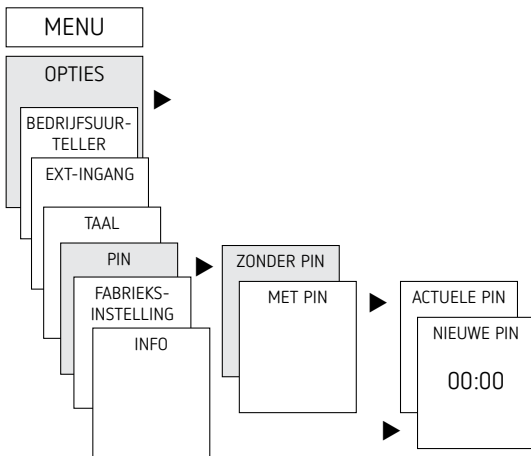 MENU
OPTIES
BEDRIJFSUUR-
TELLER
EXT-INGANG
TAAL
PIN
FABRIEKS-
INSTELLING
INFO
ZONDER PIN
MET PIN
ACTUELE PIN
NIEUWE PIN
00:00